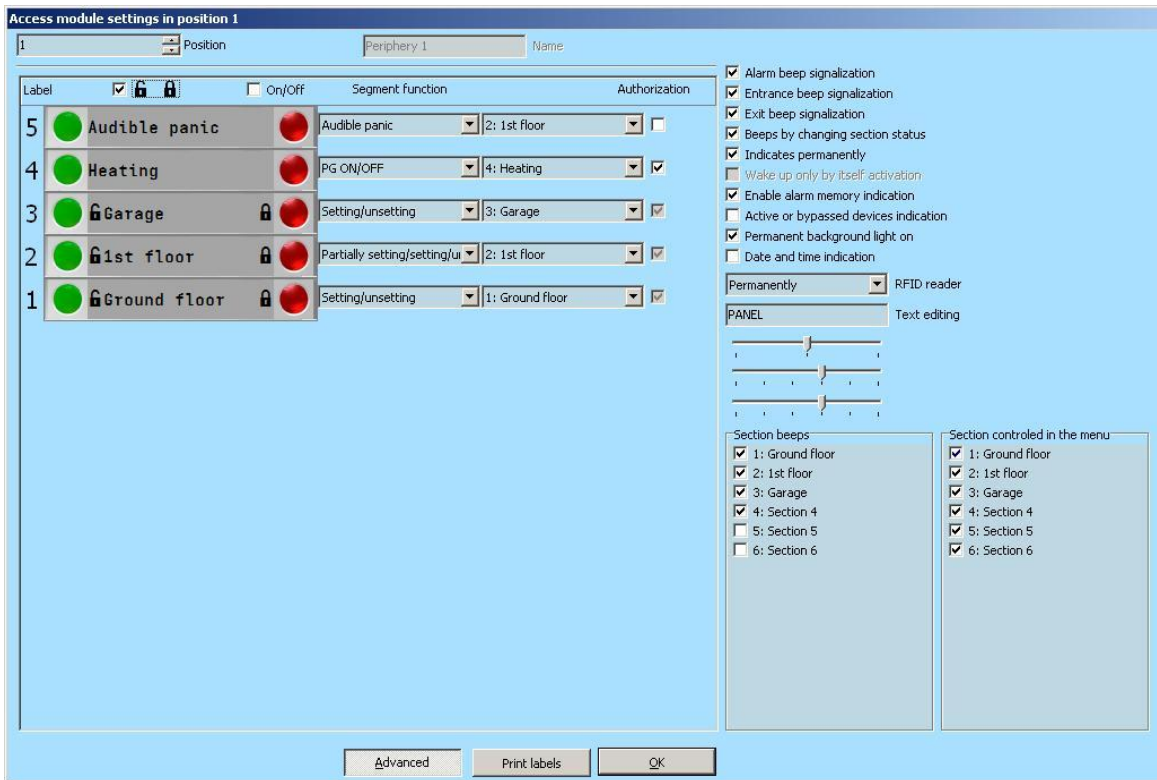 Access module settings in position 1
1 Position Periphery 1 Name
Label On/Off Segment function Authorization
5 Audible panic Audible panic 2: 1st floor
4 Heating PG ON/OFF 4: Heating
3 Garage Setting/unsetting 3: Garage
2 1st floor Partially setting/setting/u 2: 1st floor
1 Ground floor Setting/unsetting 1: Ground floor
Alarm beep signalization
Entrance beep signalization
Exit beep signalization
Beeps by changing section status
Indicates permanently
Wake up only by itself activation
Enable alarm memory indication
Active or bypassed devices indication
Permanent background light on
Date and time indication
Permanently RFID reader
PANEL Text editing
Section beeps
1: Ground floor
2: 1st floor
3: Garage
4: Section 4
5: Section 5
6: Section 6
Section controled in the menu
1: Ground floor
2: 1st floor
3: Garage
4: Section 4
5: Section 5
6: Section 6
Advanced Print labels OK